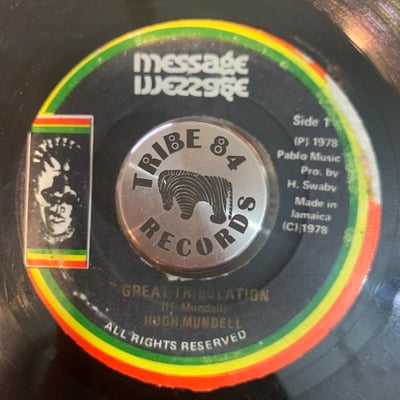 message
message
Side 1
(P) 1978
Pablo Music
Pro. by
H. Swaby
Made in
Jamaica
(C) 1978
TRIBE 84
RECORDS
GREAT TRIBULATION
(H. Mundell)
HUGH MUNDELL
ALL RIGHTS RESERVED